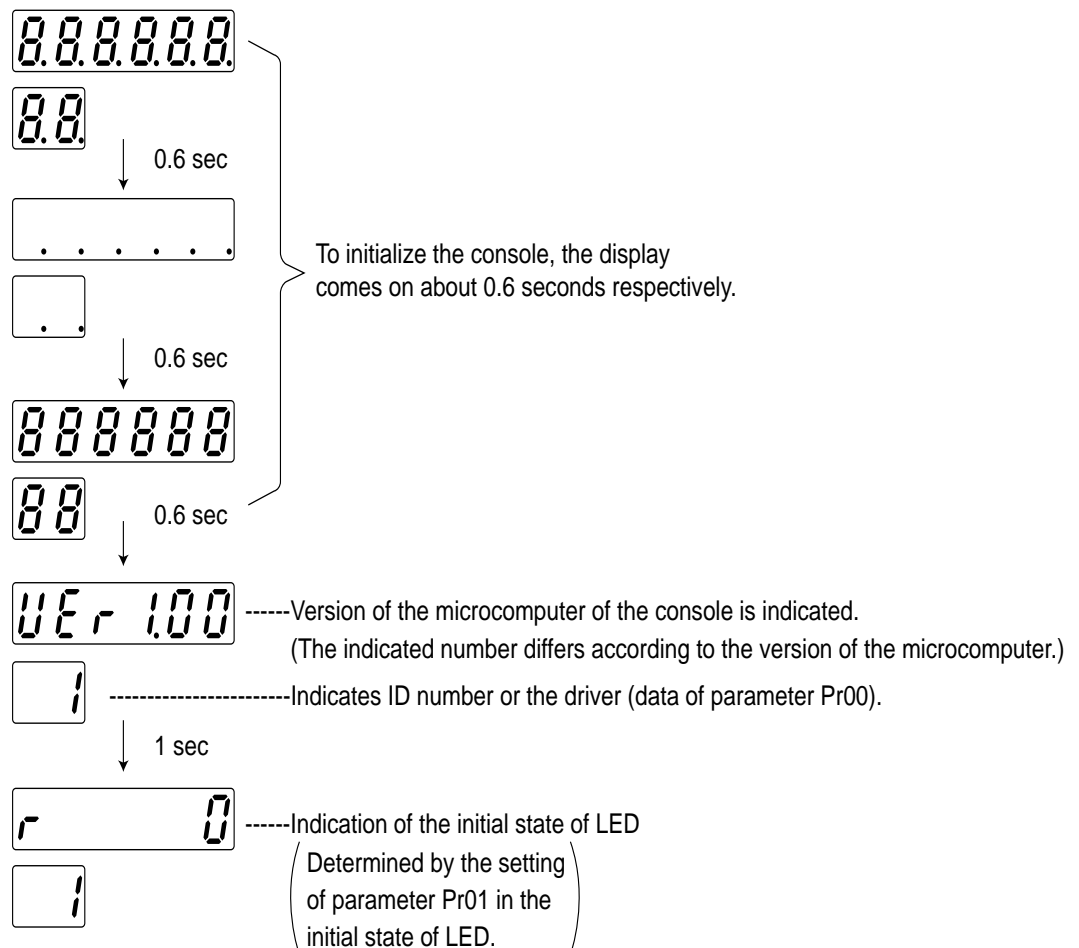 8.8.8.8.8.8.
8.8.
0.6 sec
. . . . . .
. .
To initialize the console, the display
comes on about 0.6 seconds respectively.
0.6 sec
888888
88
0.6 sec
UEr 1.00
------Version of the microcomputer of the console is indicated.
(The indicated number differs according to the version of the microcomputer.)
1
-----------------------Indicates ID number or the driver (data of parameter Pr00).
1 sec
r 0
------Indication of the initial state of LED
Determined by the setting
of parameter Pr01 in the
initial state of LED.
1